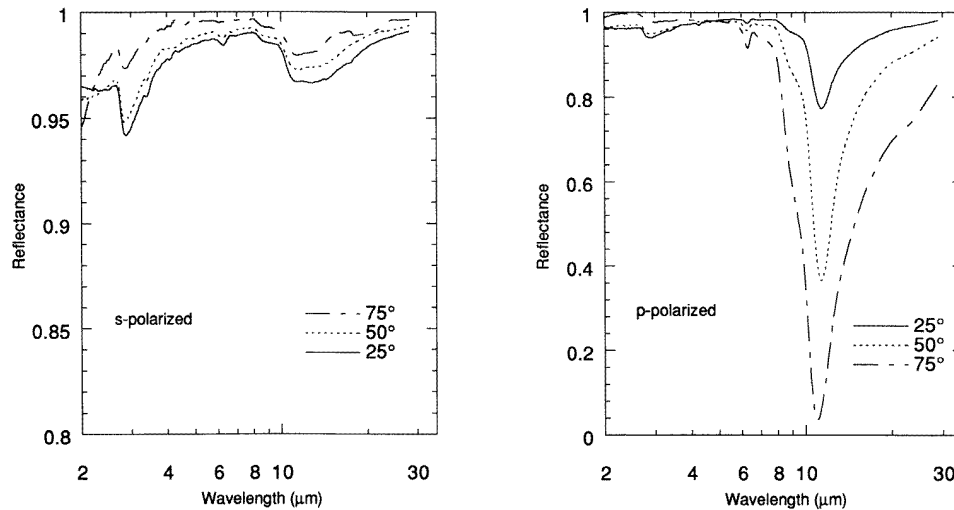 1
0.95
0.9
0.85
0.8
Reflectance
s-polarized
75°
50°
25°
2 4 6 8 10 30
Wavelength (μm)
1
0.8
0.6
0.4
0.2
0
Reflectance
p-polarized
25°
50°
75°
2 4 6 8 10 30
Wavelength (μm)